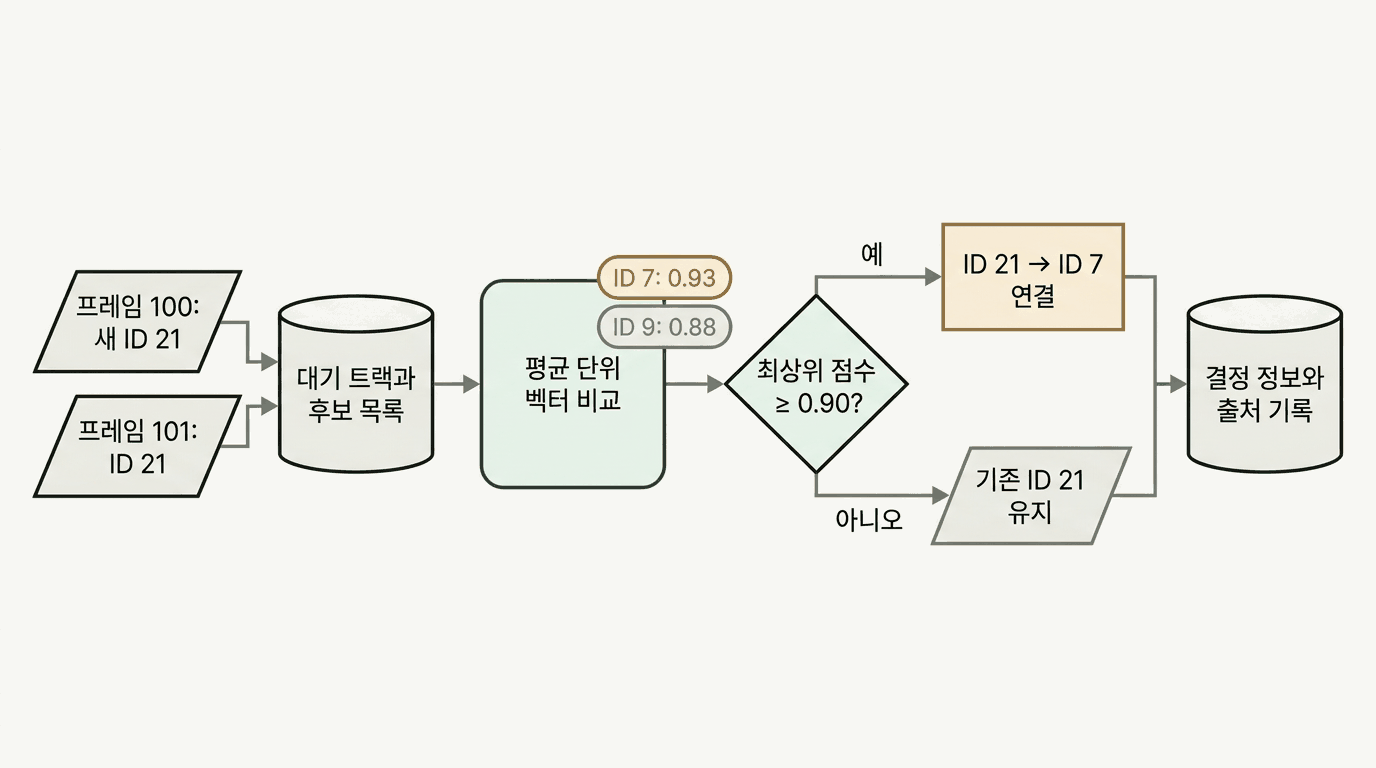 프레임 100:
새 ID 21
프레임 101:
ID 21
대기 트랙과
후보 목록
ID 7: 0.93
ID 9: 0.88
평균 단위
벡터 비교
최상위 점수
≥ 0.90?
예
아니오
ID 21 → ID 7
연결
기존 ID 21
유지
결정 정보와
출처 기록